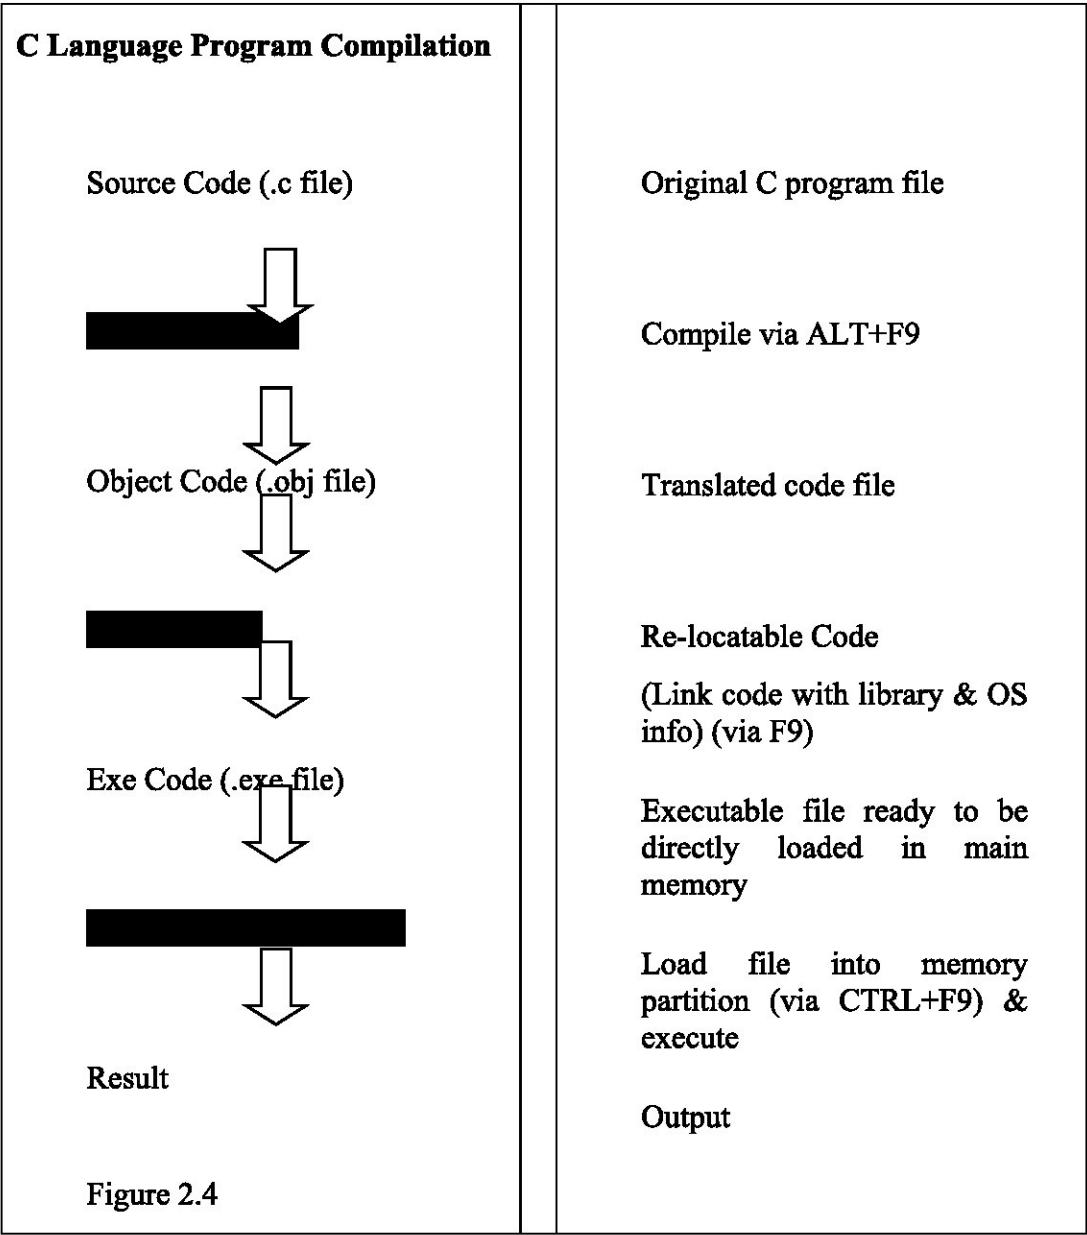 C Language Program Compilation
Source Code (.c file)
Object Code (.obj file)
Exe Code (.exe file)
Result
Figure 2.4
Original C program file
Compile via ALT+F9
Translated code file
Re-locatable Code
(Link code with library & OS
info) (via F9)
Executable file ready to be
directly loaded in main
memory
Load file into memory
partition (via CTRL+F9) &
execute
Output